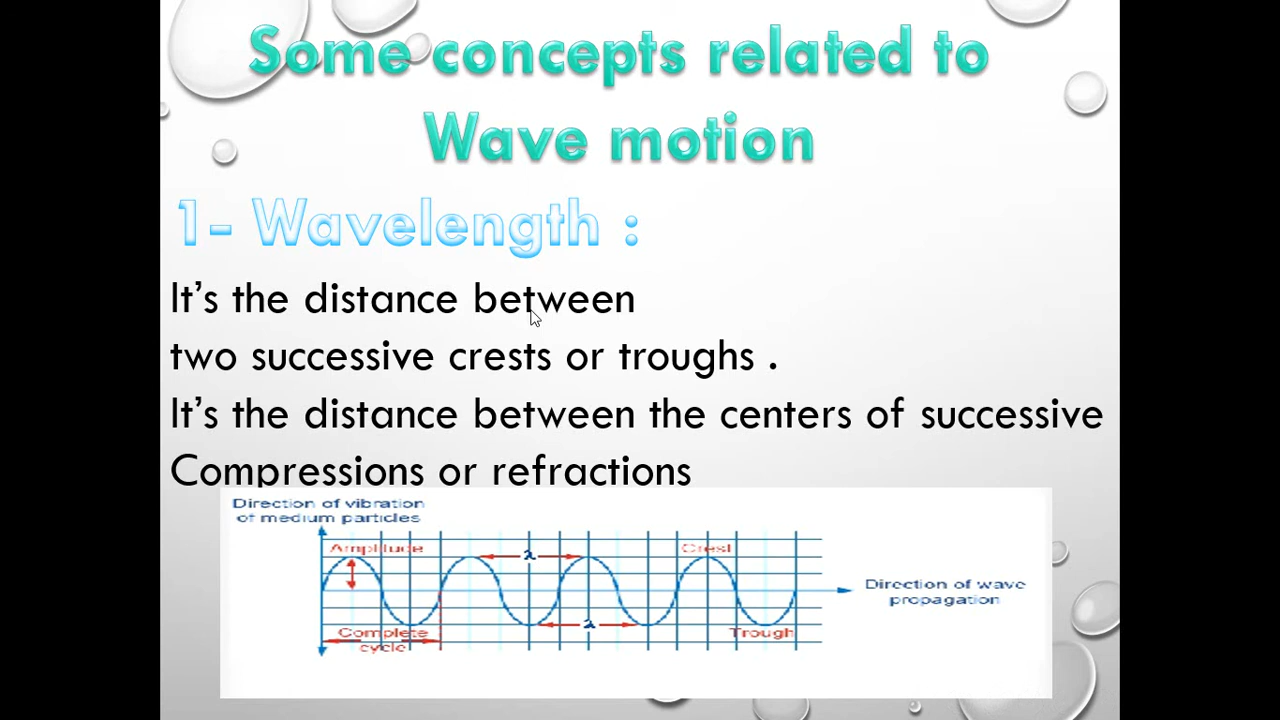 Some concepts related to
Wave motion
1- Wavelength :
It’s the distance between
two successive crests or troughs .
It’s the distance between the centers of successive
Compressions or refractions
Direction of vibration
of medium particles
Amplitude
λ
Crest
Direction of wave
propagation
λ
Complete
cycle
Trough